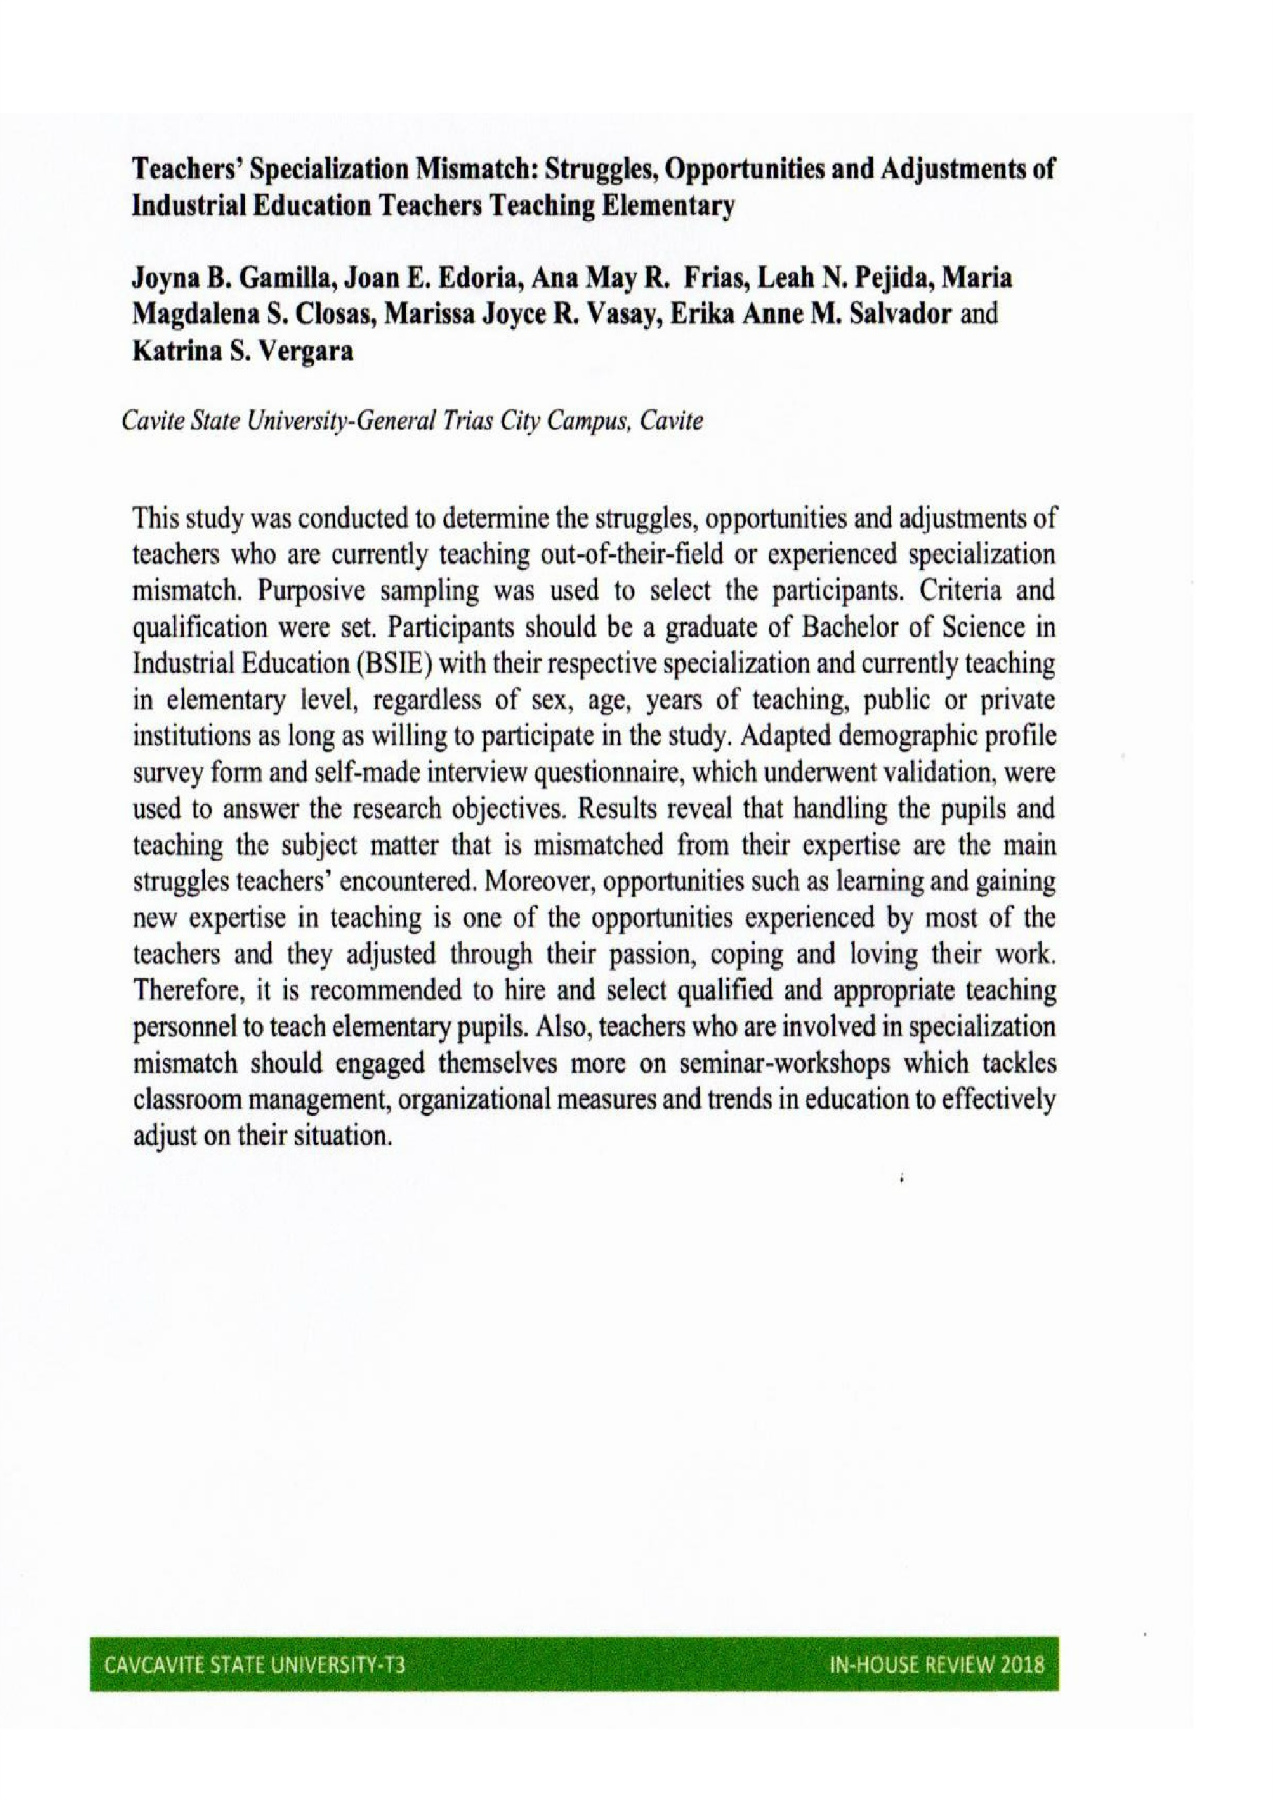 Teachers' Specialization Mismatch: Struggles, Opportunities and Adjustments of
Industrial Education Teachers Teaching Elementary
Joyna B. Gamilla, Joan E. Edoria, Ana May R. Frias, Leah N. Pejida, Maria
Magdalena S. Closas, Marissa Joyce R. Vasay, Erika Anne M. Salvador and
Katrina S. Vergara
Cavite State University-General Trias City Campus, Cavite
This study was conducted to determine the struggles, opportunities and adjustments of
teachers who are currently teaching out-of-their-field or experienced specialization
mismatch. Purposive sampling was used to select the participants. Criteria and
qualification were set. Participants should be a graduate of Bachelor of Science in
Industrial Education (BSIE) with their respective specialization and currently teaching
in elementary level, regardless of sex, age, years of teaching, public or private
institutions as long as willing to participate in the study. Adapted demographic profile
survey form and self-made interview questionnaire, which underwent validation, were
used to answer the research objectives. Results reveal that handling the pupils and
teaching the subject matter that is mismatched from their expertise are the main
struggles teachers' encountered. Moreover, opportunities such as learning and gaining
new expertise in teaching is one of the opportunities experienced by most of the
teachers and they adjusted through their passion, coping and loving their work.
Therefore, it is recommended to hire and select qualified and appropriate teaching
personnel to teach elementary pupils. Also, teachers who are involved in specialization
mismatch should engaged themselves more on seminar-workshops which tackles
classroom management, organizational measures and trends in education to effectively
adjust on their situation.
CAVCAVITE STATE UNIVERSITY-T3 IN-HOUSE REVIEW 2018